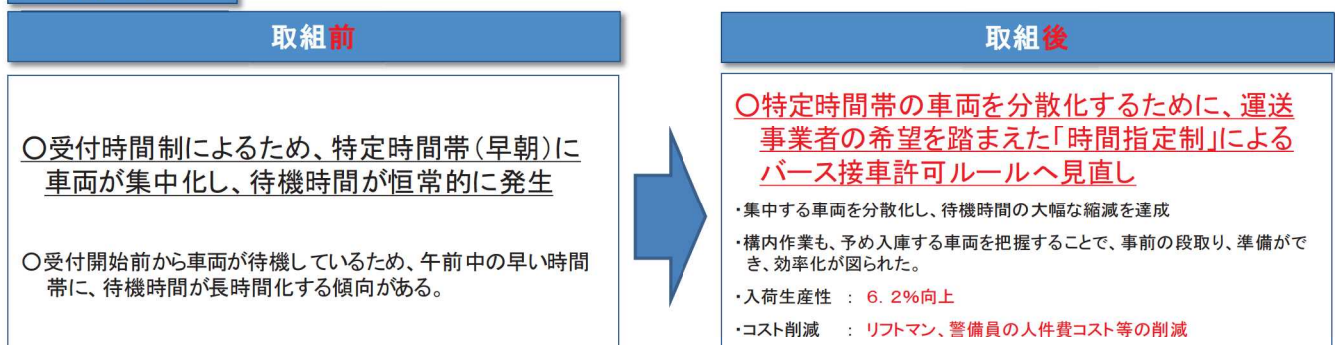 取組前
〇受付時間制によるため、特定時間帯(早朝)に
車両が集中化し、待機時間が恒常的に発生
〇受付開始前から車両が待機しているため、午前中の早い時間
帯に、待機時間が長時間化する傾向がある。
取組後
〇特定時間帯の車両を分散化するために、運送
事業者の希望を踏まえた「時間指定制」による
バース接車許可ルールへ見直し
・集中する車両を分散化し、待機時間の大幅な縮減を達成
・構内作業も、予め入庫する車両を把握することで、事前の段取り、準備がで
き、効率化が図られた。
・入荷生産性 : 6.2%向上
・コスト削減 : リフトマン、警備員の人件費コスト等の削減